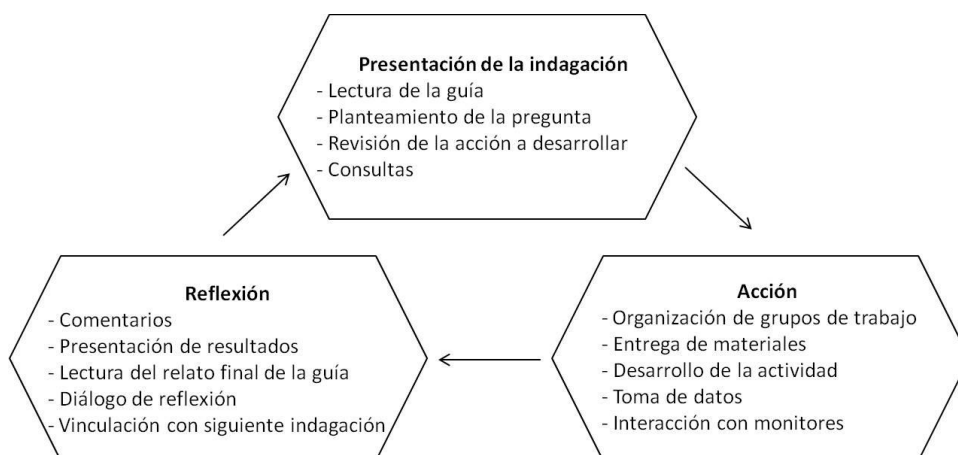 Presentación de la indagación
- Lectura de la guía
- Planteamiento de la pregunta
- Revisión de la acción a desarrollar
- Consultas
Acción
- Organización de grupos de trabajo
- Entrega de materiales
- Desarrollo de la actividad
- Toma de datos
- Interacción con monitores
Reflexión
- Comentarios
- Presentación de resultados
- Lectura del relato final de la guía
- Diálogo de reflexión
- Vinculación con siguiente indagación